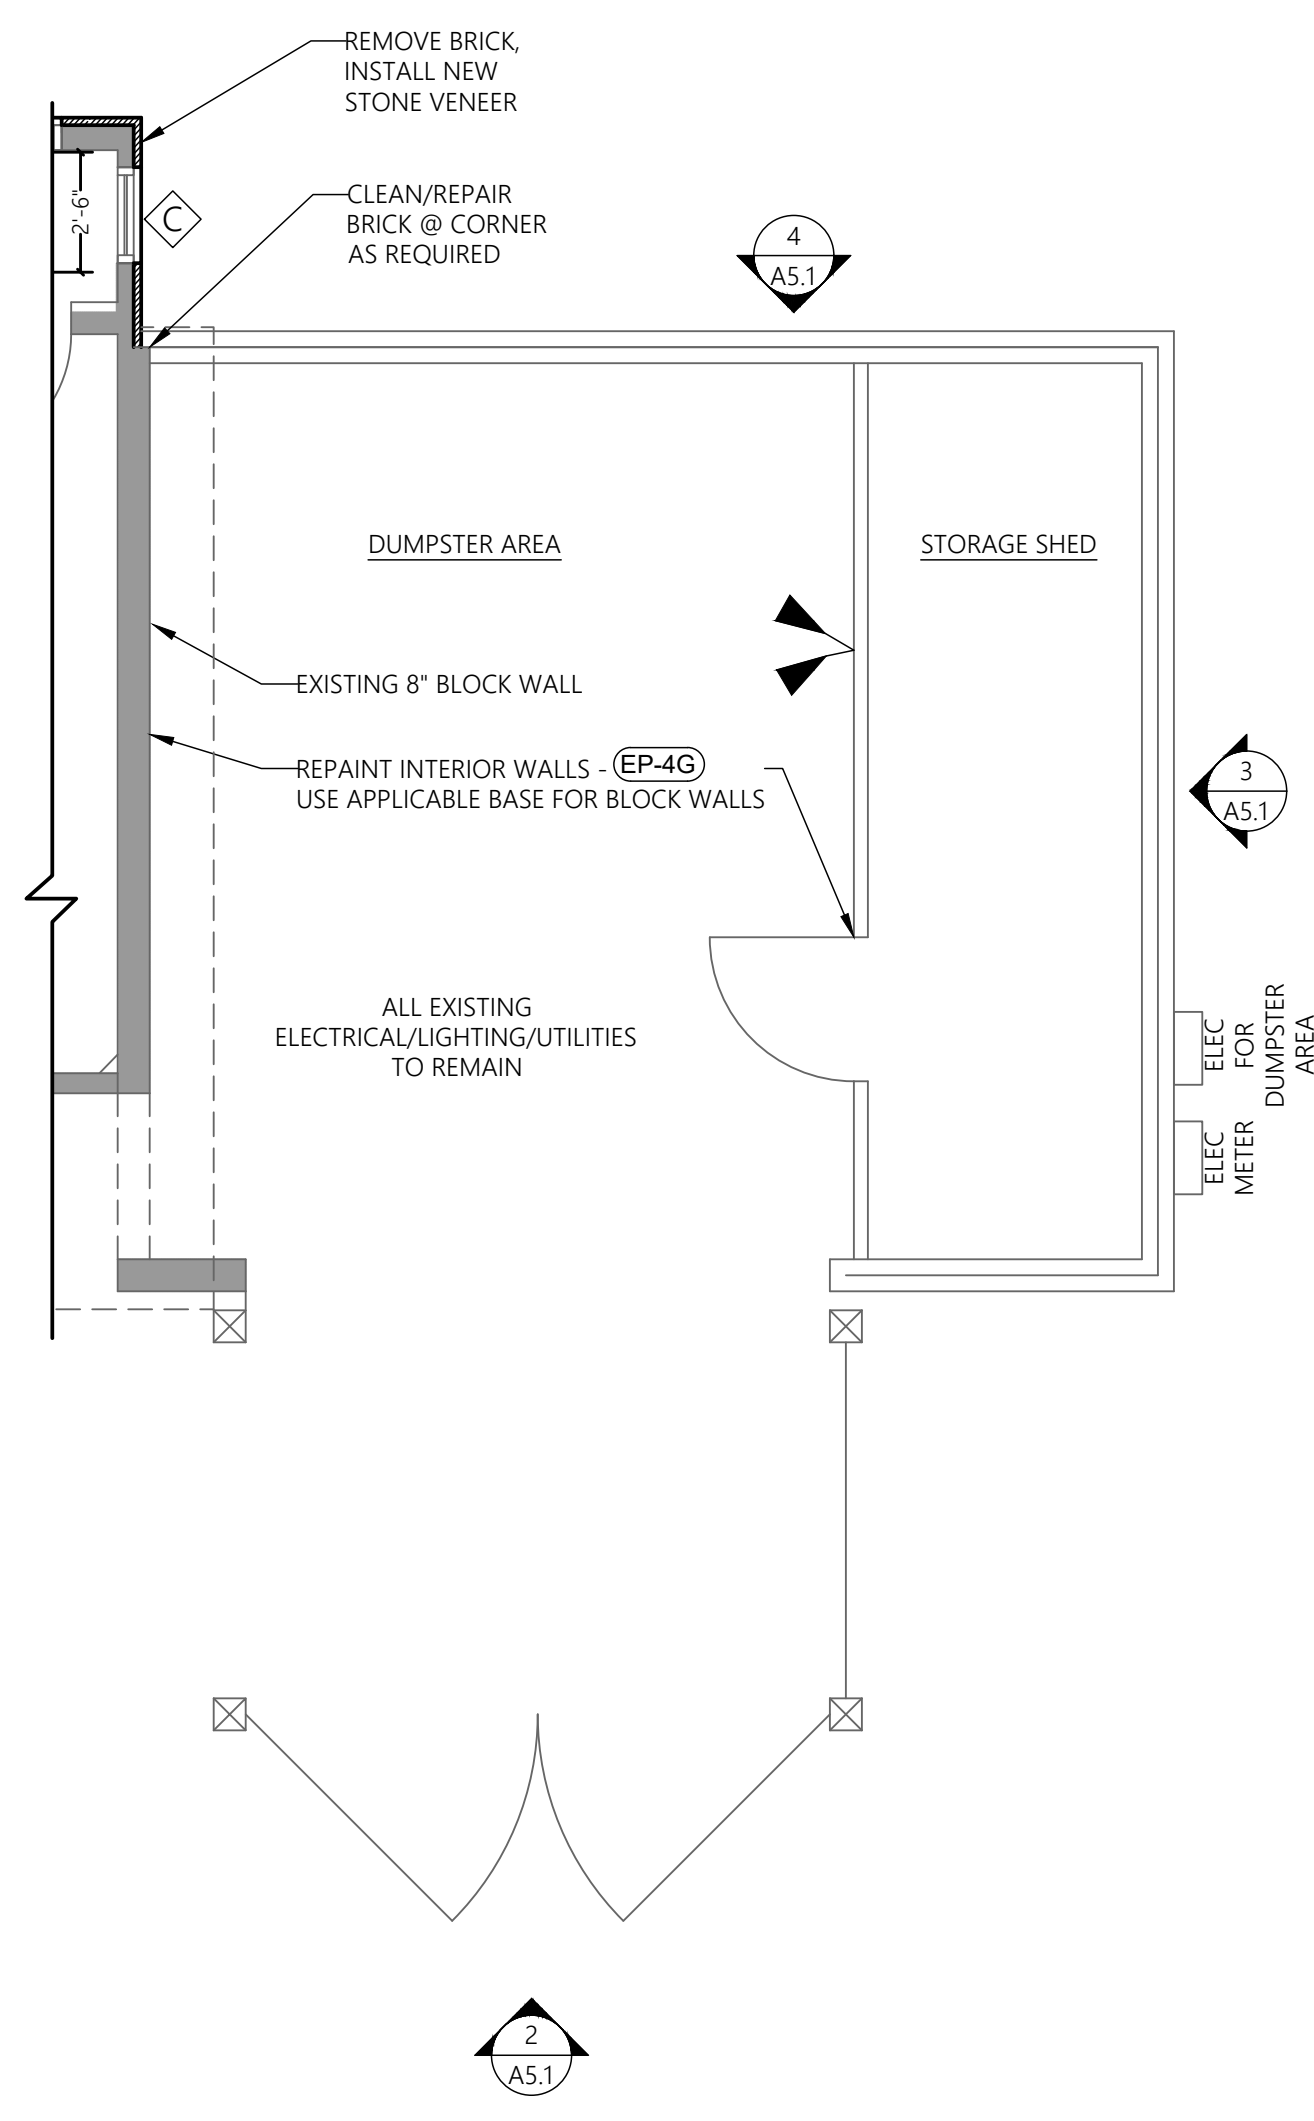 REMOVE BRICK,
INSTALL NEW
STONE VENEER
2'-6"
C
CLEAN/REPAIR
BRICK @ CORNER
AS REQUIRED
4
A5.1
DUMPSTER AREA
STORAGE SHED
EXISTING 8" BLOCK WALL
REPAINT INTERIOR WALLS - EP-4G
USE APPLICABLE BASE FOR BLOCK WALLS
3
A5.1
ALL EXISTING
ELECTRICAL/LIGHTING/UTILITIES
TO REMAIN
ELEC
FOR
DUMPSTER
AREA
ELEC
METER
2
A5.1